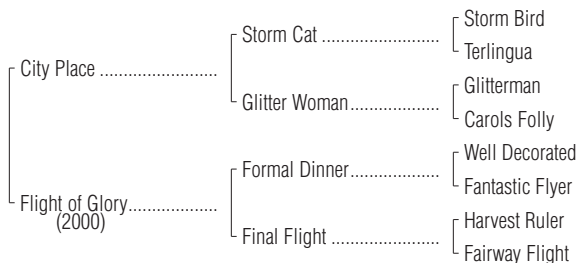 Storm Bird
Storm Cat ........................
Terlingua
City Place .........................
Glitterman
Glitter Woman...................
Carols Folly
Well Decorated
Formal Dinner...................
Fantastic Flyer
Flight of Glory...................
(2000)
Harvest Ruler
Final Flight .......................
Fairway Flight